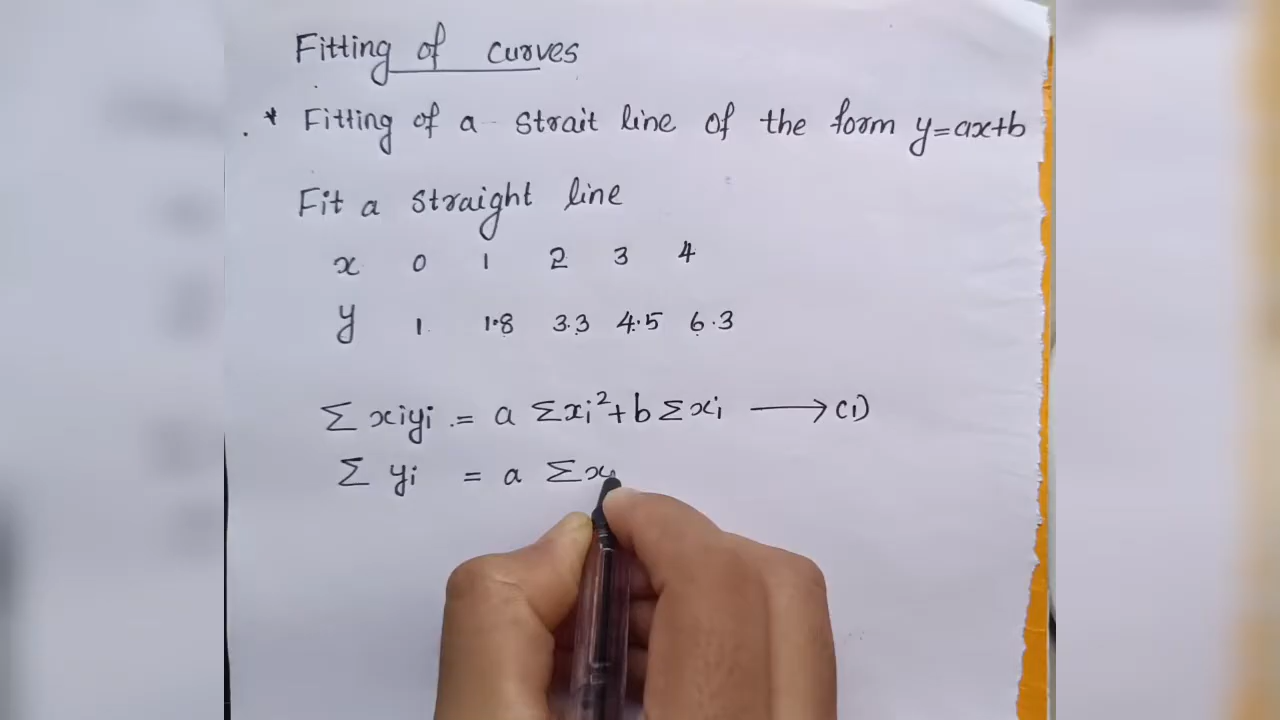 Fitting of curves
* Fitting of a strait line of the form y=ax+b
Fit a straight line
x 0 1 2 3 4
y 1 1.8 3.3 4.5 6.3
Σ xiyi = a Σxi²+b Σxi ⟶ (1)
Σ yi = a Σx